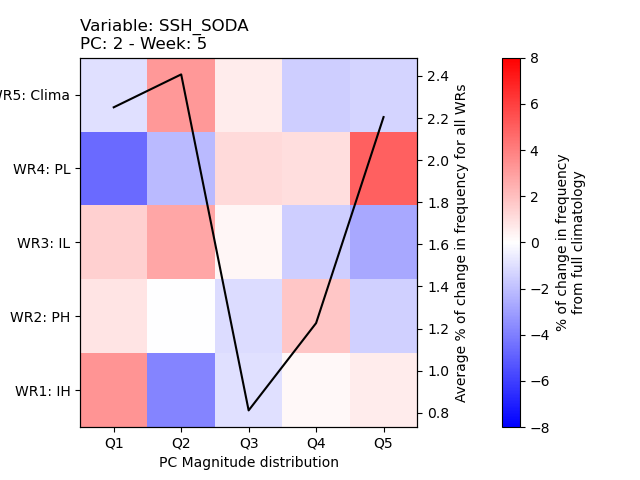 Variable: SSH_SODA
PC: 2 - Week: 5
WR5: Clima
WR4: PL
WR3: IL
WR2: PH
WR1: IH
Q1 Q2 Q3 Q4 Q5
PC Magnitude distribution
2.4
2.2
2.0
1.8
1.6
1.4
1.2
1.0
0.8
Average % of change in frequency for all WRs
8
6
4
2
0
−2
−4
−6
−8
% of change in frequency
from full climatology